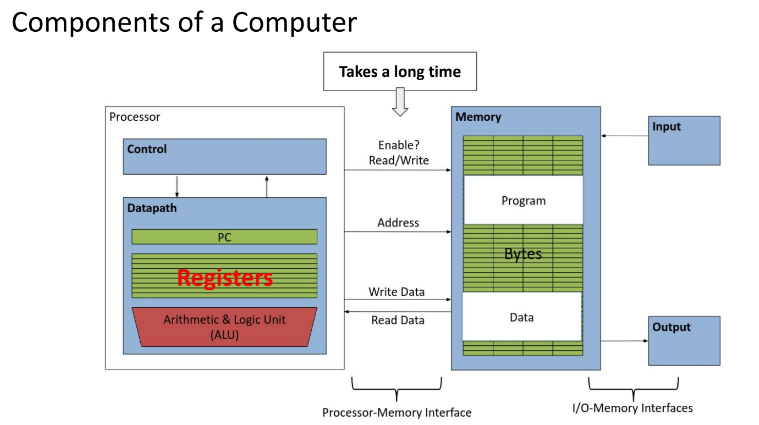 Components of a Computer
Takes a long time
Processor
Control
Datapath
PC
Registers
Arithmetic & Logic Unit
(ALU)
Enable?
Read/Write
Address
Write Data
Read Data
Processor-Memory Interface
Memory
Program
Bytes
Data
Input
Output
I/O-Memory Interfaces